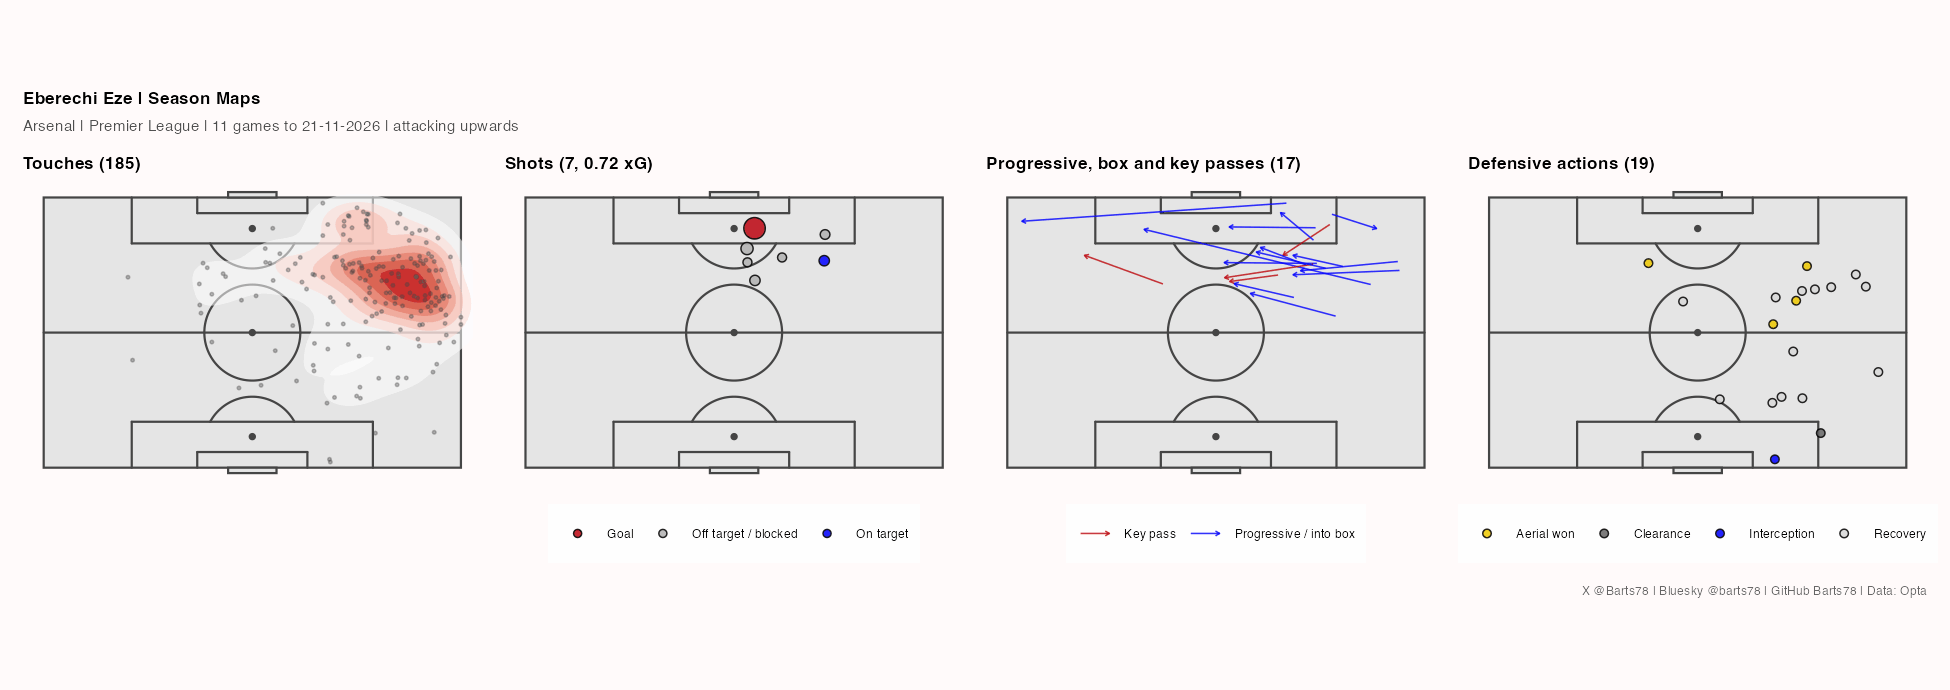 Eberechi Eze | Season Maps
Arsenal | Premier League | 11 games to 21-11-2026 | attacking upwards
Touches (185)
Shots (7, 0.72 xG)
Progressive, box and key passes (17)
Defensive actions (19)
Goal
Off target / blocked
On target
Key pass
Progressive / into box
Aerial won
Clearance
Interception
Recovery
X @Barts78 | Bluesky @barts78 | GitHub Barts78 | Data: Opta